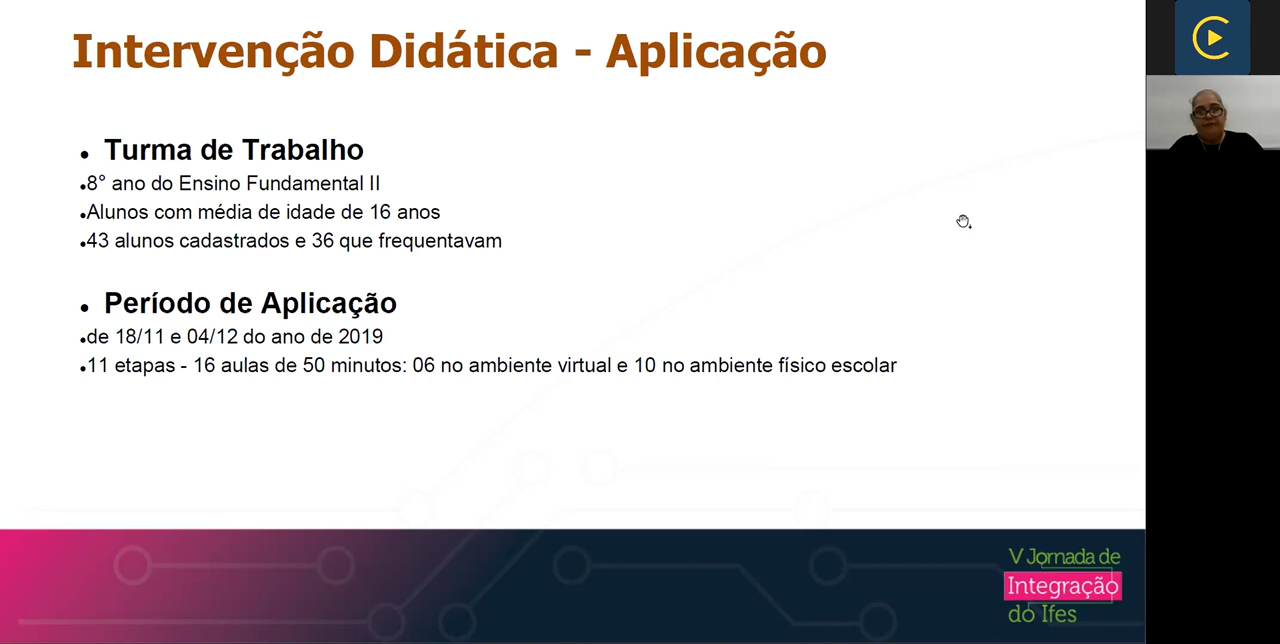 Intervenção Didática - Aplicação
• Turma de Trabalho
•8° ano do Ensino Fundamental II
•Alunos com média de idade de 16 anos
•43 alunos cadastrados e 36 que frequentavam
• Período de Aplicação
•de 18/11 e 04/12 do ano de 2019
•11 etapas - 16 aulas de 50 minutos: 06 no ambiente virtual e 10 no ambiente físico escolar
V Jornada de
Integração
do Ifes